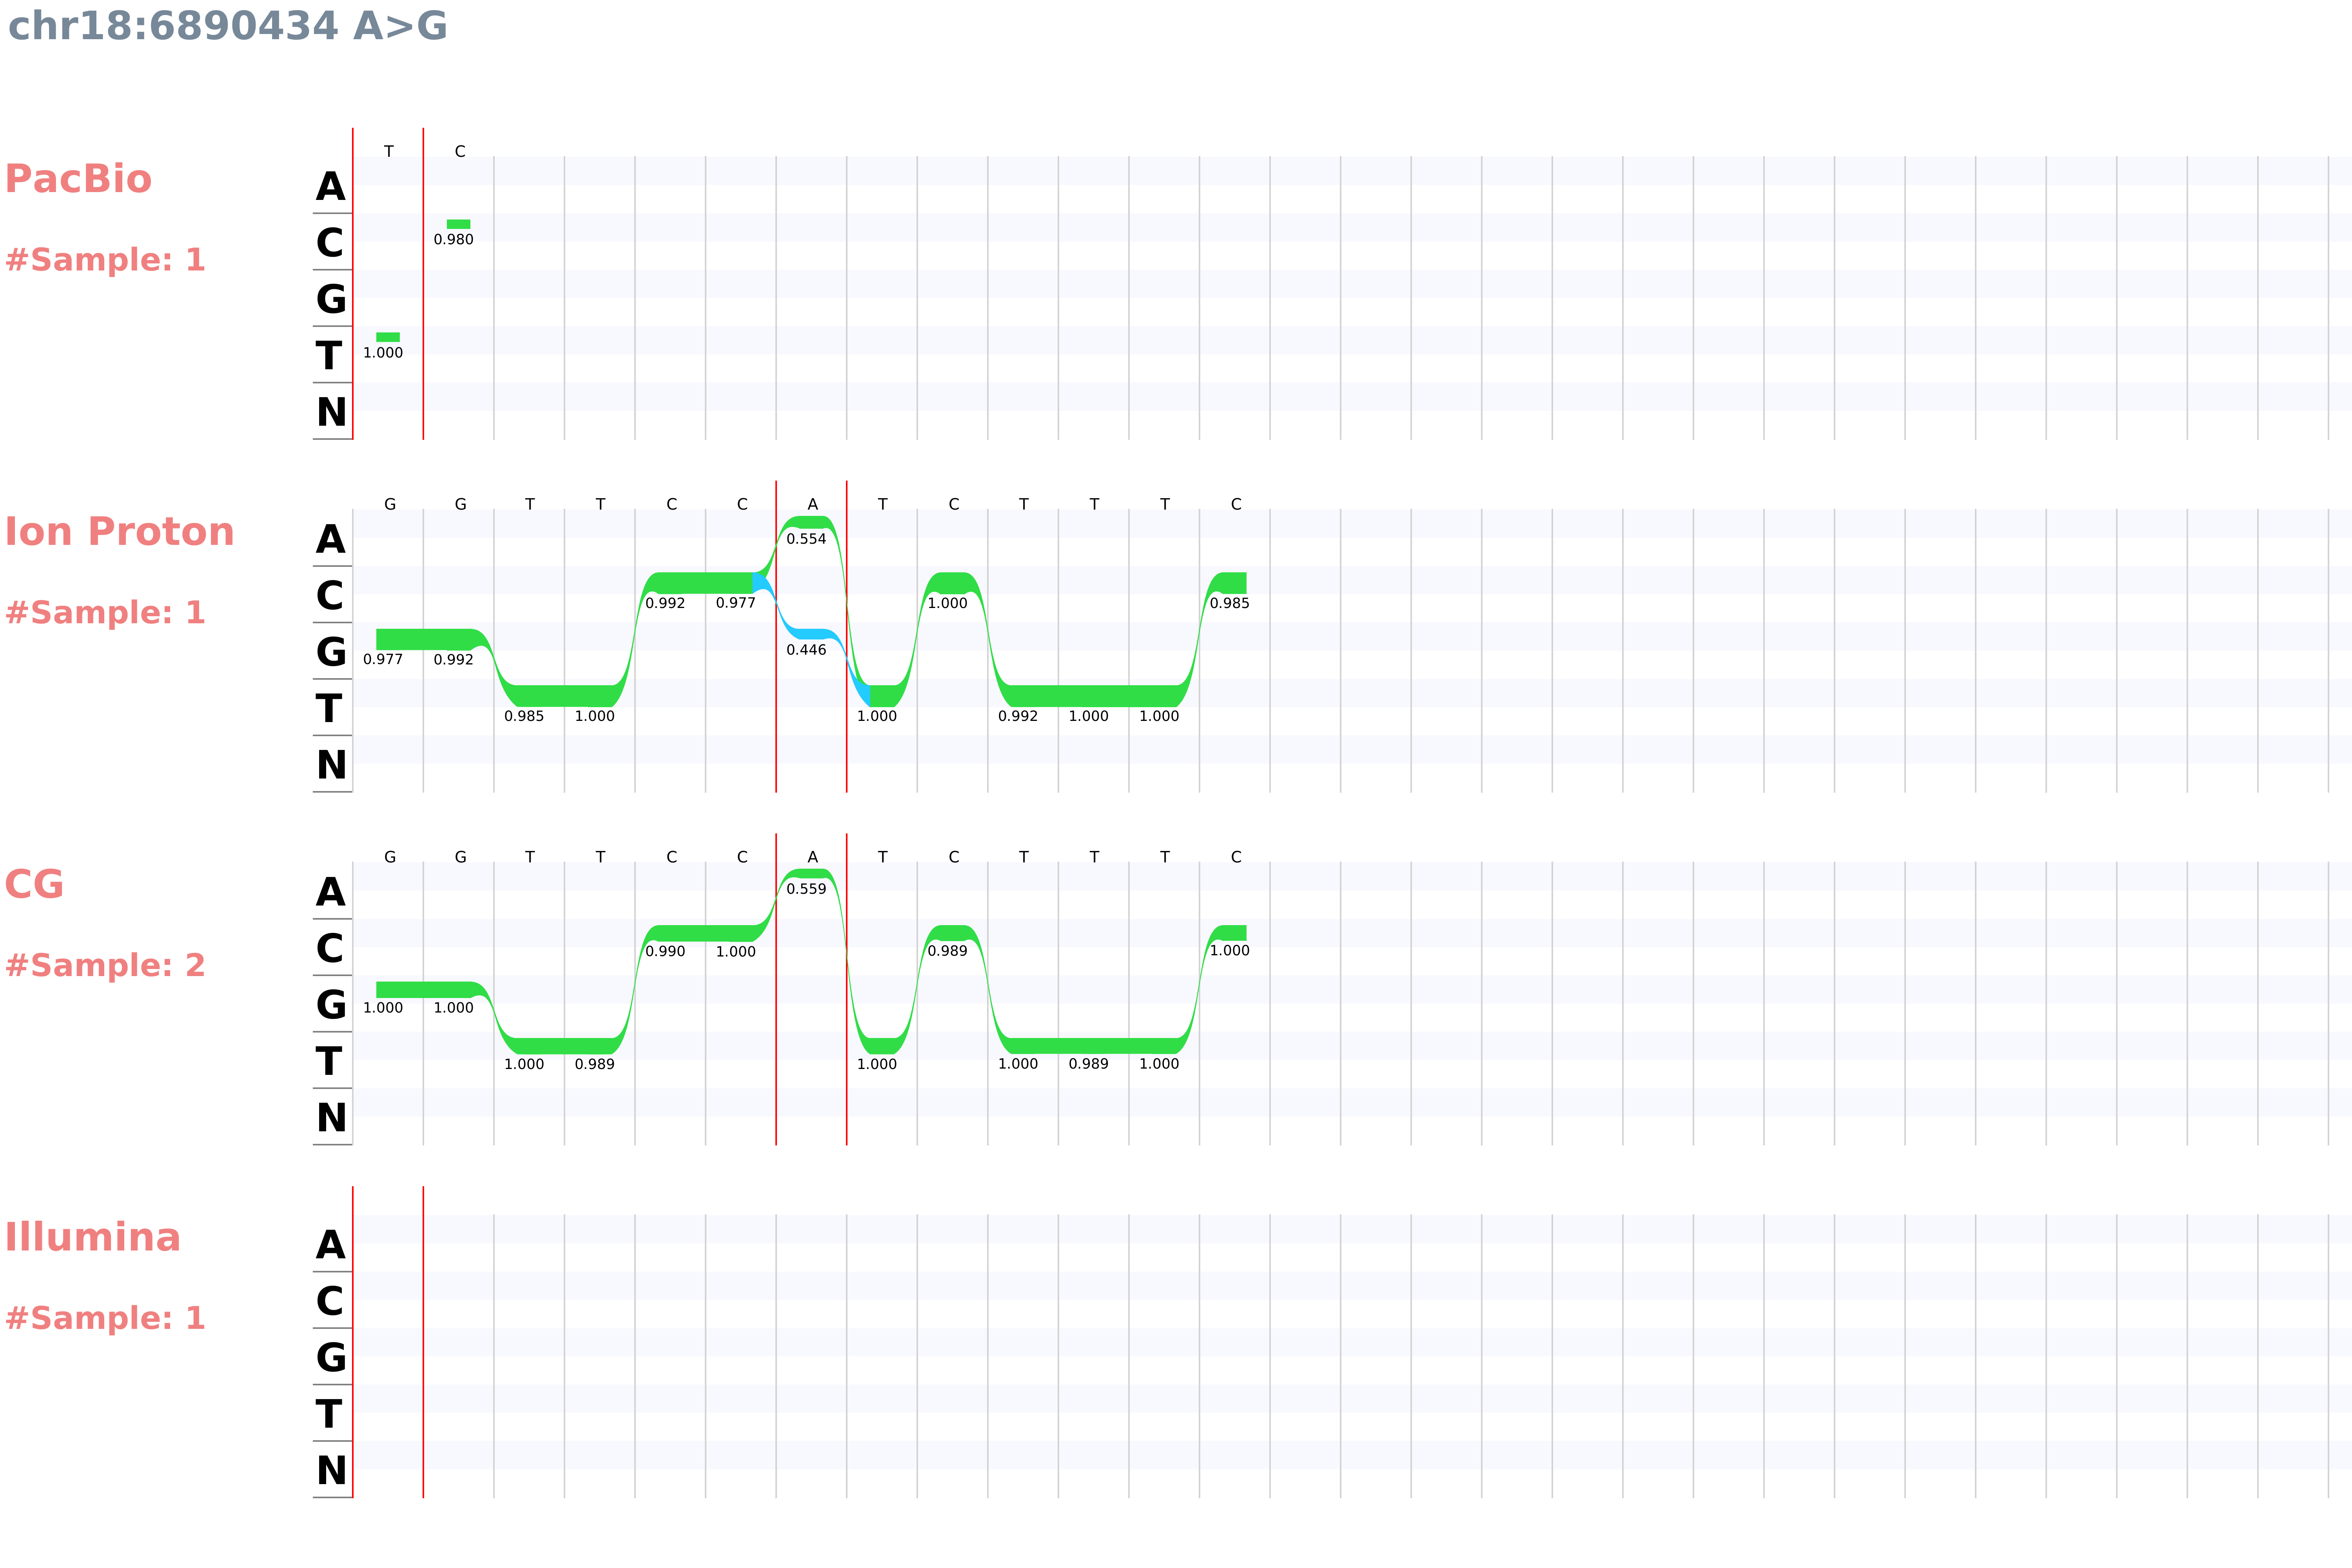 chr18:6890434 A>G
PacBio
#Sample: 1
T C
A
C
G
T
N
0.980
1.000
Ion Proton
#Sample: 1
G G T T C C A T C T T T C
A
C
G
T
N
0.554
0.992 0.977 1.000 0.985
0.977 0.992 0.446
0.985 1.000 1.000 0.992 1.000 1.000
CG
#Sample: 2
G G T T C C A T C T T T C
A
C
G
T
N
0.559
0.990 1.000 0.989 1.000
1.000 1.000
1.000 0.989 1.000 1.000 0.989 1.000
Illumina
#Sample: 1
A
C
G
T
N